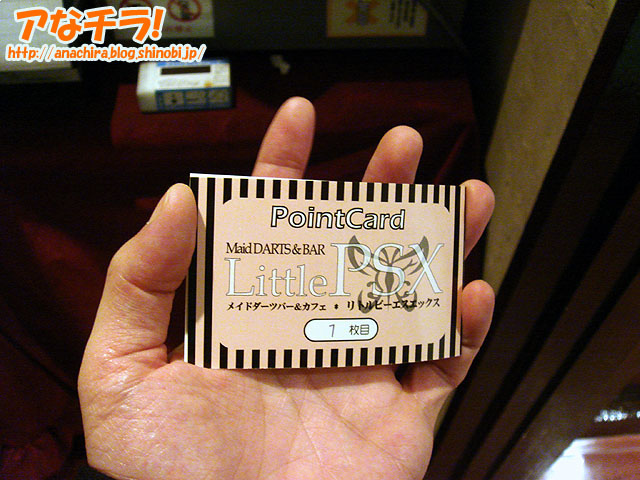 アなチラ!
http://anachira.blog.shinobi.jp/
PointCard
Maid DARTS & BAR
Little PSX
メイドダーツバー&カフェ * リトルピーエスエックス
1 枚目